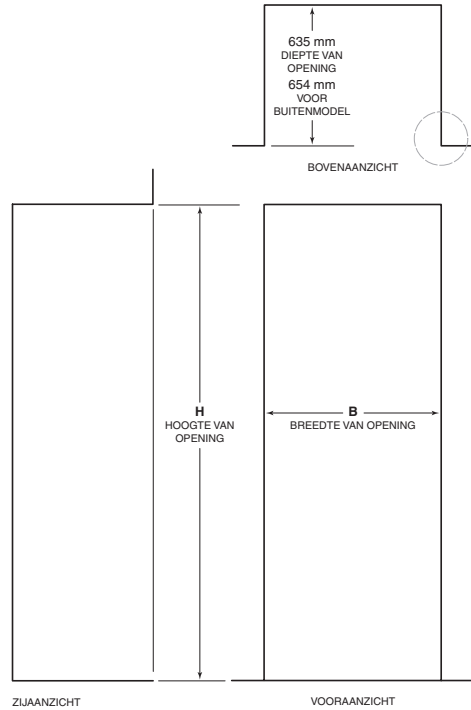 635 mm
DIEPTE VAN
OPENING
654 mm
VOOR
BUITENMODEL
BOVENAANZICHT
H
HOOGTE VAN
OPENING
B
BREEDTE VAN OPENING
ZIJAANZICHT
VOORAANZICHT